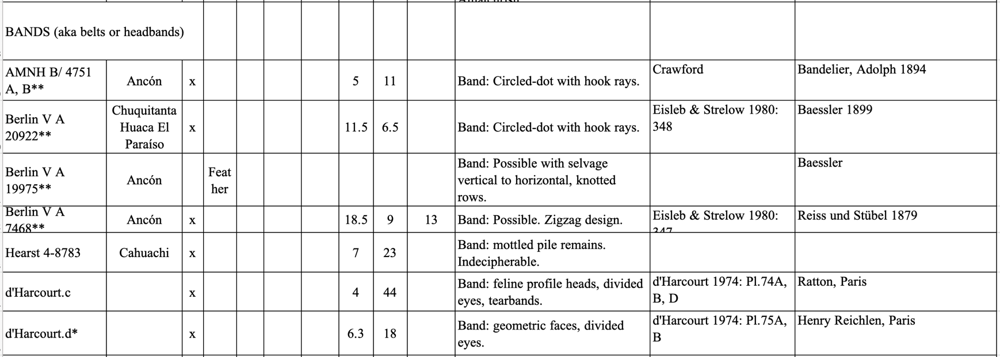 BANDS (aka belts or headbands)
AMNH B/ 4751
A, B**
Ancón
x
5
11
Band: Circled-dot with hook rays.
Crawford
Bandelier, Adolph 1894
Berlin V A
20922**
Chuquitanta
Huaca El
Paraíso
x
11.5
6.5
Band: Circled-dot with hook rays.
Eisleb & Strelow 1980:
348
Baessler 1899
Berlin V A
19975**
Ancón
Feat
her
Band: Possible with selvage
vertical to horizontal, knotted
rows.
Baessler
Berlin V A
7468**
Ancón
x
18.5
9
13
Band: Possible. Zigzag design.
Eisleb & Strelow 1980:
347
Reiss und Stübel 1879
Hearst 4-8783
Cahuachi
x
7
23
Band: mottled pile remains.
Indecipherable.
d'Harcourt.c
x
4
44
Band: feline profile heads, divided
eyes, tearbands.
d'Harcourt 1974: Pl.74A,
B, D
Ratton, Paris
d'Harcourt.d*
x
6.3
18
Band: geometric faces, divided
eyes.
d'Harcourt 1974: Pl.75A,
B
Henry Reichlen, Paris